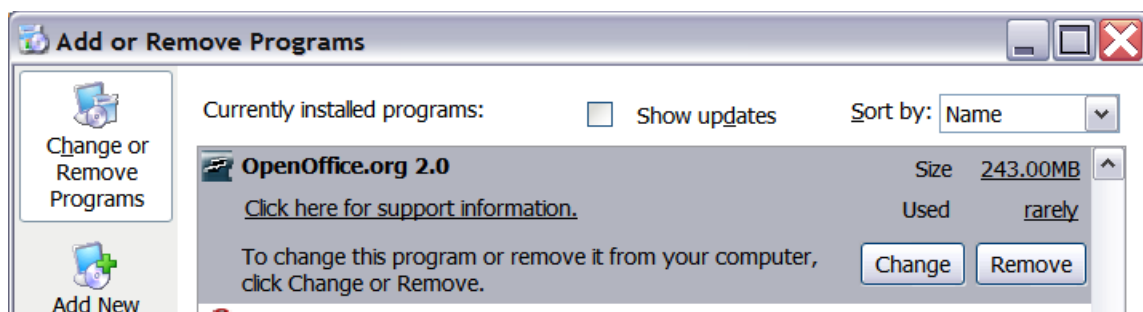 Add or Remove Programs
Change or
Remove
Programs
Add New
Currently installed programs:
Show updates
Sort by: Name
OpenOffice.org 2.0
Size 243.00MB
Click here for support information.
Used rarely
To change this program or remove it from your computer,
click Change or Remove.
Change
Remove